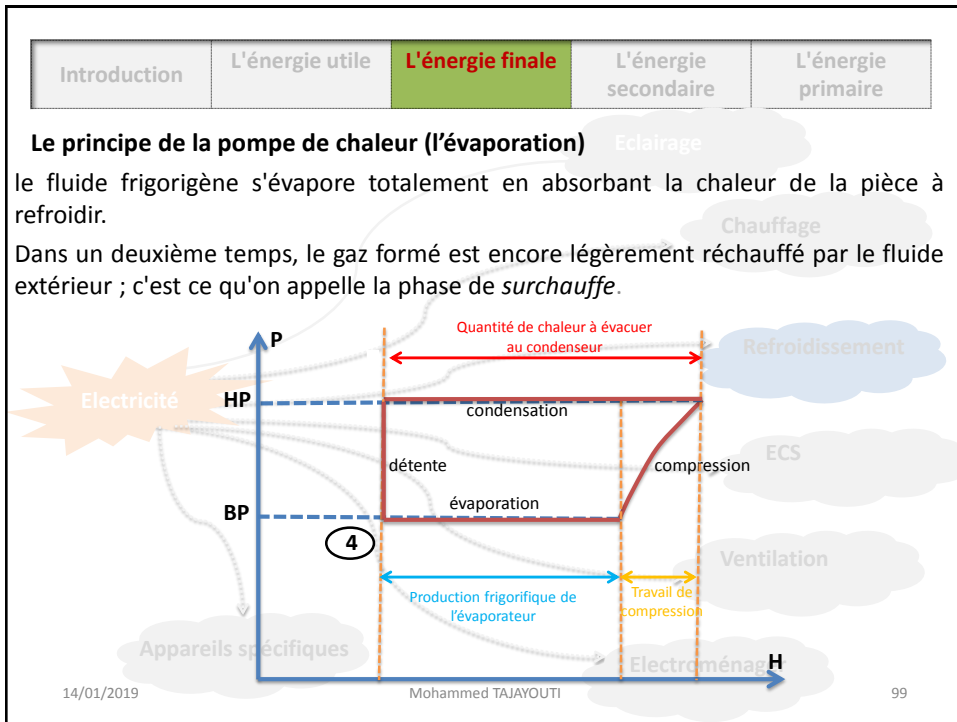 Introduction
L'énergie utile
L'énergie finale
L'énergie
secondaire
L'énergie
primaire
Eclairage
Le principe de la pompe de chaleur (l'évaporation)
le fluide frigorigène s'évapore totalement en absorbant la chaleur de la pièce à
refroidir.
Chauffage
Dans un deuxième temps, le gaz formé est encore légèrement réchauffé par le fluide
extérieur ; c'est ce qu'on appelle la phase de surchauffe.
Quantité de chaleur à évacuer
au condenseur
P
Refroidissement
Electricité
HP
condensation
ECS
détente
compression
évaporation
BP
4
Ventilation
Production frigorifique de
l'évaporateur
Travail de
compression
Appareils spécifiques
Electroménager
H
14/01/2019
Mohammed TAJAYOUTI
99